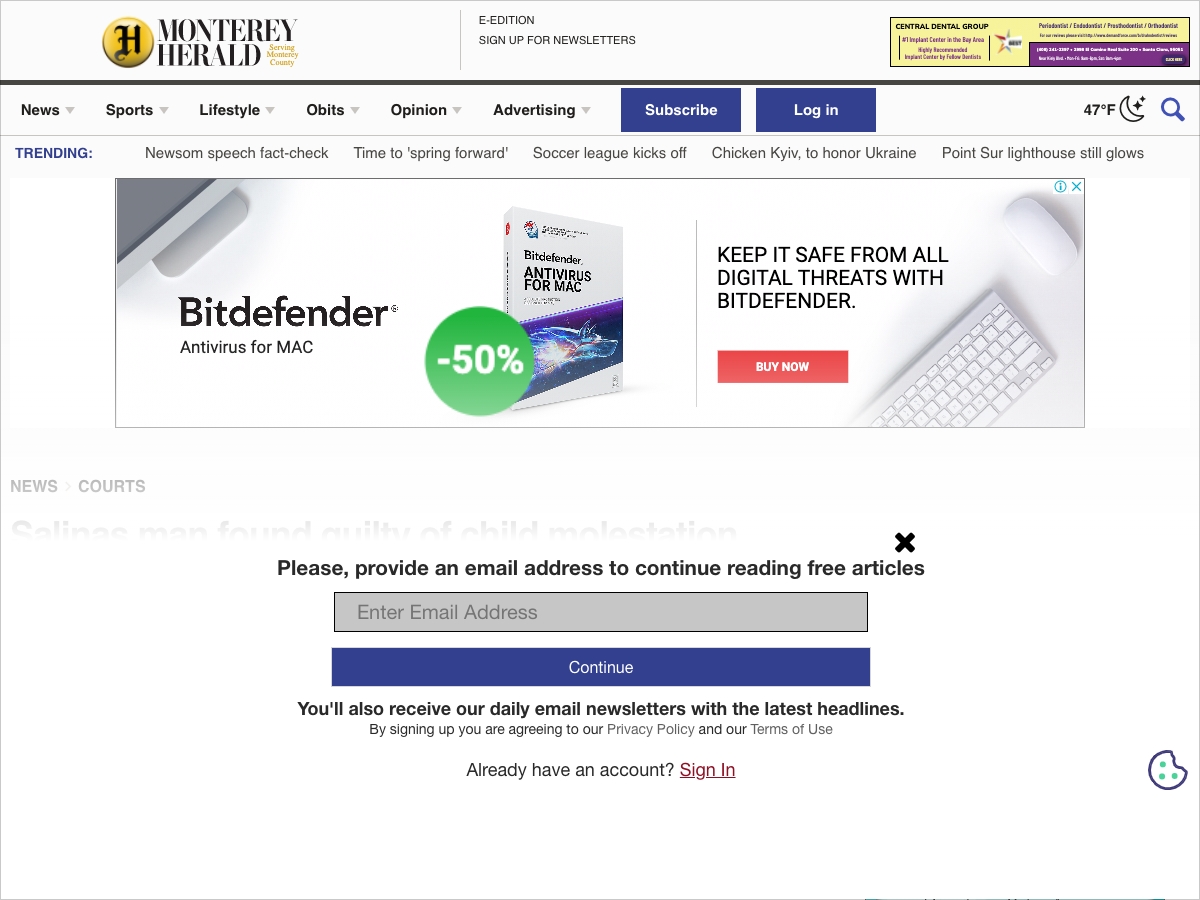 MONTEREY
HERALD
Serving
Monterey
County
E-EDITION
SIGN UP FOR NEWSLETTERS
CENTRAL DENTAL GROUP
#1 Implant Center in the Bay Area
Highly Recommended
Implant Center by Fellow Dentists
BEST
Periodontist / Endodontist / Prosthodontist / Orthodontist
CLICK HERE
News
Sports
Lifestyle
Obits
Opinion
Advertising
Subscribe
Log in
47°F
TRENDING:
Newsom speech fact-check
Time to 'spring forward'
Soccer league kicks off
Chicken Kyiv, to honor Ukraine
Point Sur lighthouse still glows
Bitdefender®
Antivirus for MAC
-50%
Bitdefender.
ANTIVIRUS
FOR MAC
KEEP IT SAFE FROM ALL
DIGITAL THREATS WITH
BITDEFENDER.
BUY NOW
NEWS
COURTS
Salinas man found guilty of child molestation
Please, provide an email address to continue reading free articles
Enter Email Address
Continue
You'll also receive our daily email newsletters with the latest headlines.
By signing up you are agreeing to our Privacy Policy and our Terms of Use
Already have an account? Sign In